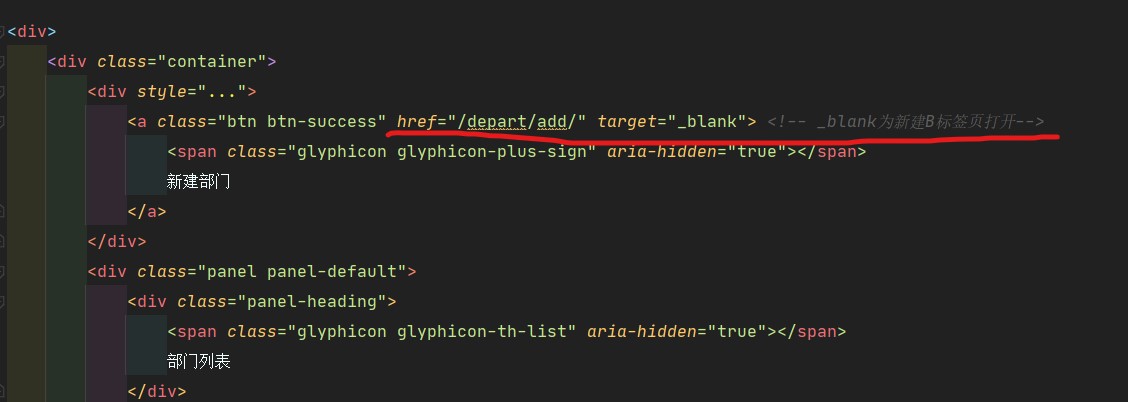 <div>
<div class="container">
<div style="...">
<a class="btn btn-success" href="/depart/add/" target="_blank"> <!-- _blank为新建B标签页打开-->
<span class="glyphicon glyphicon-plus-sign" aria-hidden="true"></span>
新建部门
</a>
</div>
<div class="panel panel-default">
<div class="panel-heading">
<span class="glyphicon glyphicon-th-list" aria-hidden="true"></span>
部门列表
</div>